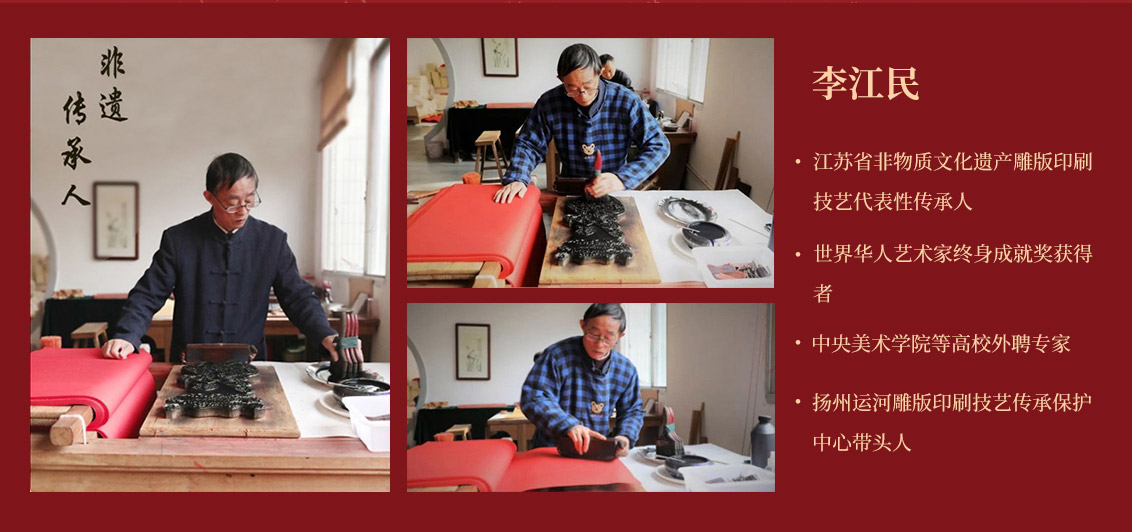 非遗
传承人
李江民
• 江苏省非物质文化遗产雕版印刷
技艺代表性传承人
• 世界华人艺术家终身成就奖获得
者
• 中央美术学院等高校外聘专家
• 扬州运河雕版印刷技艺传承保护
中心带头人